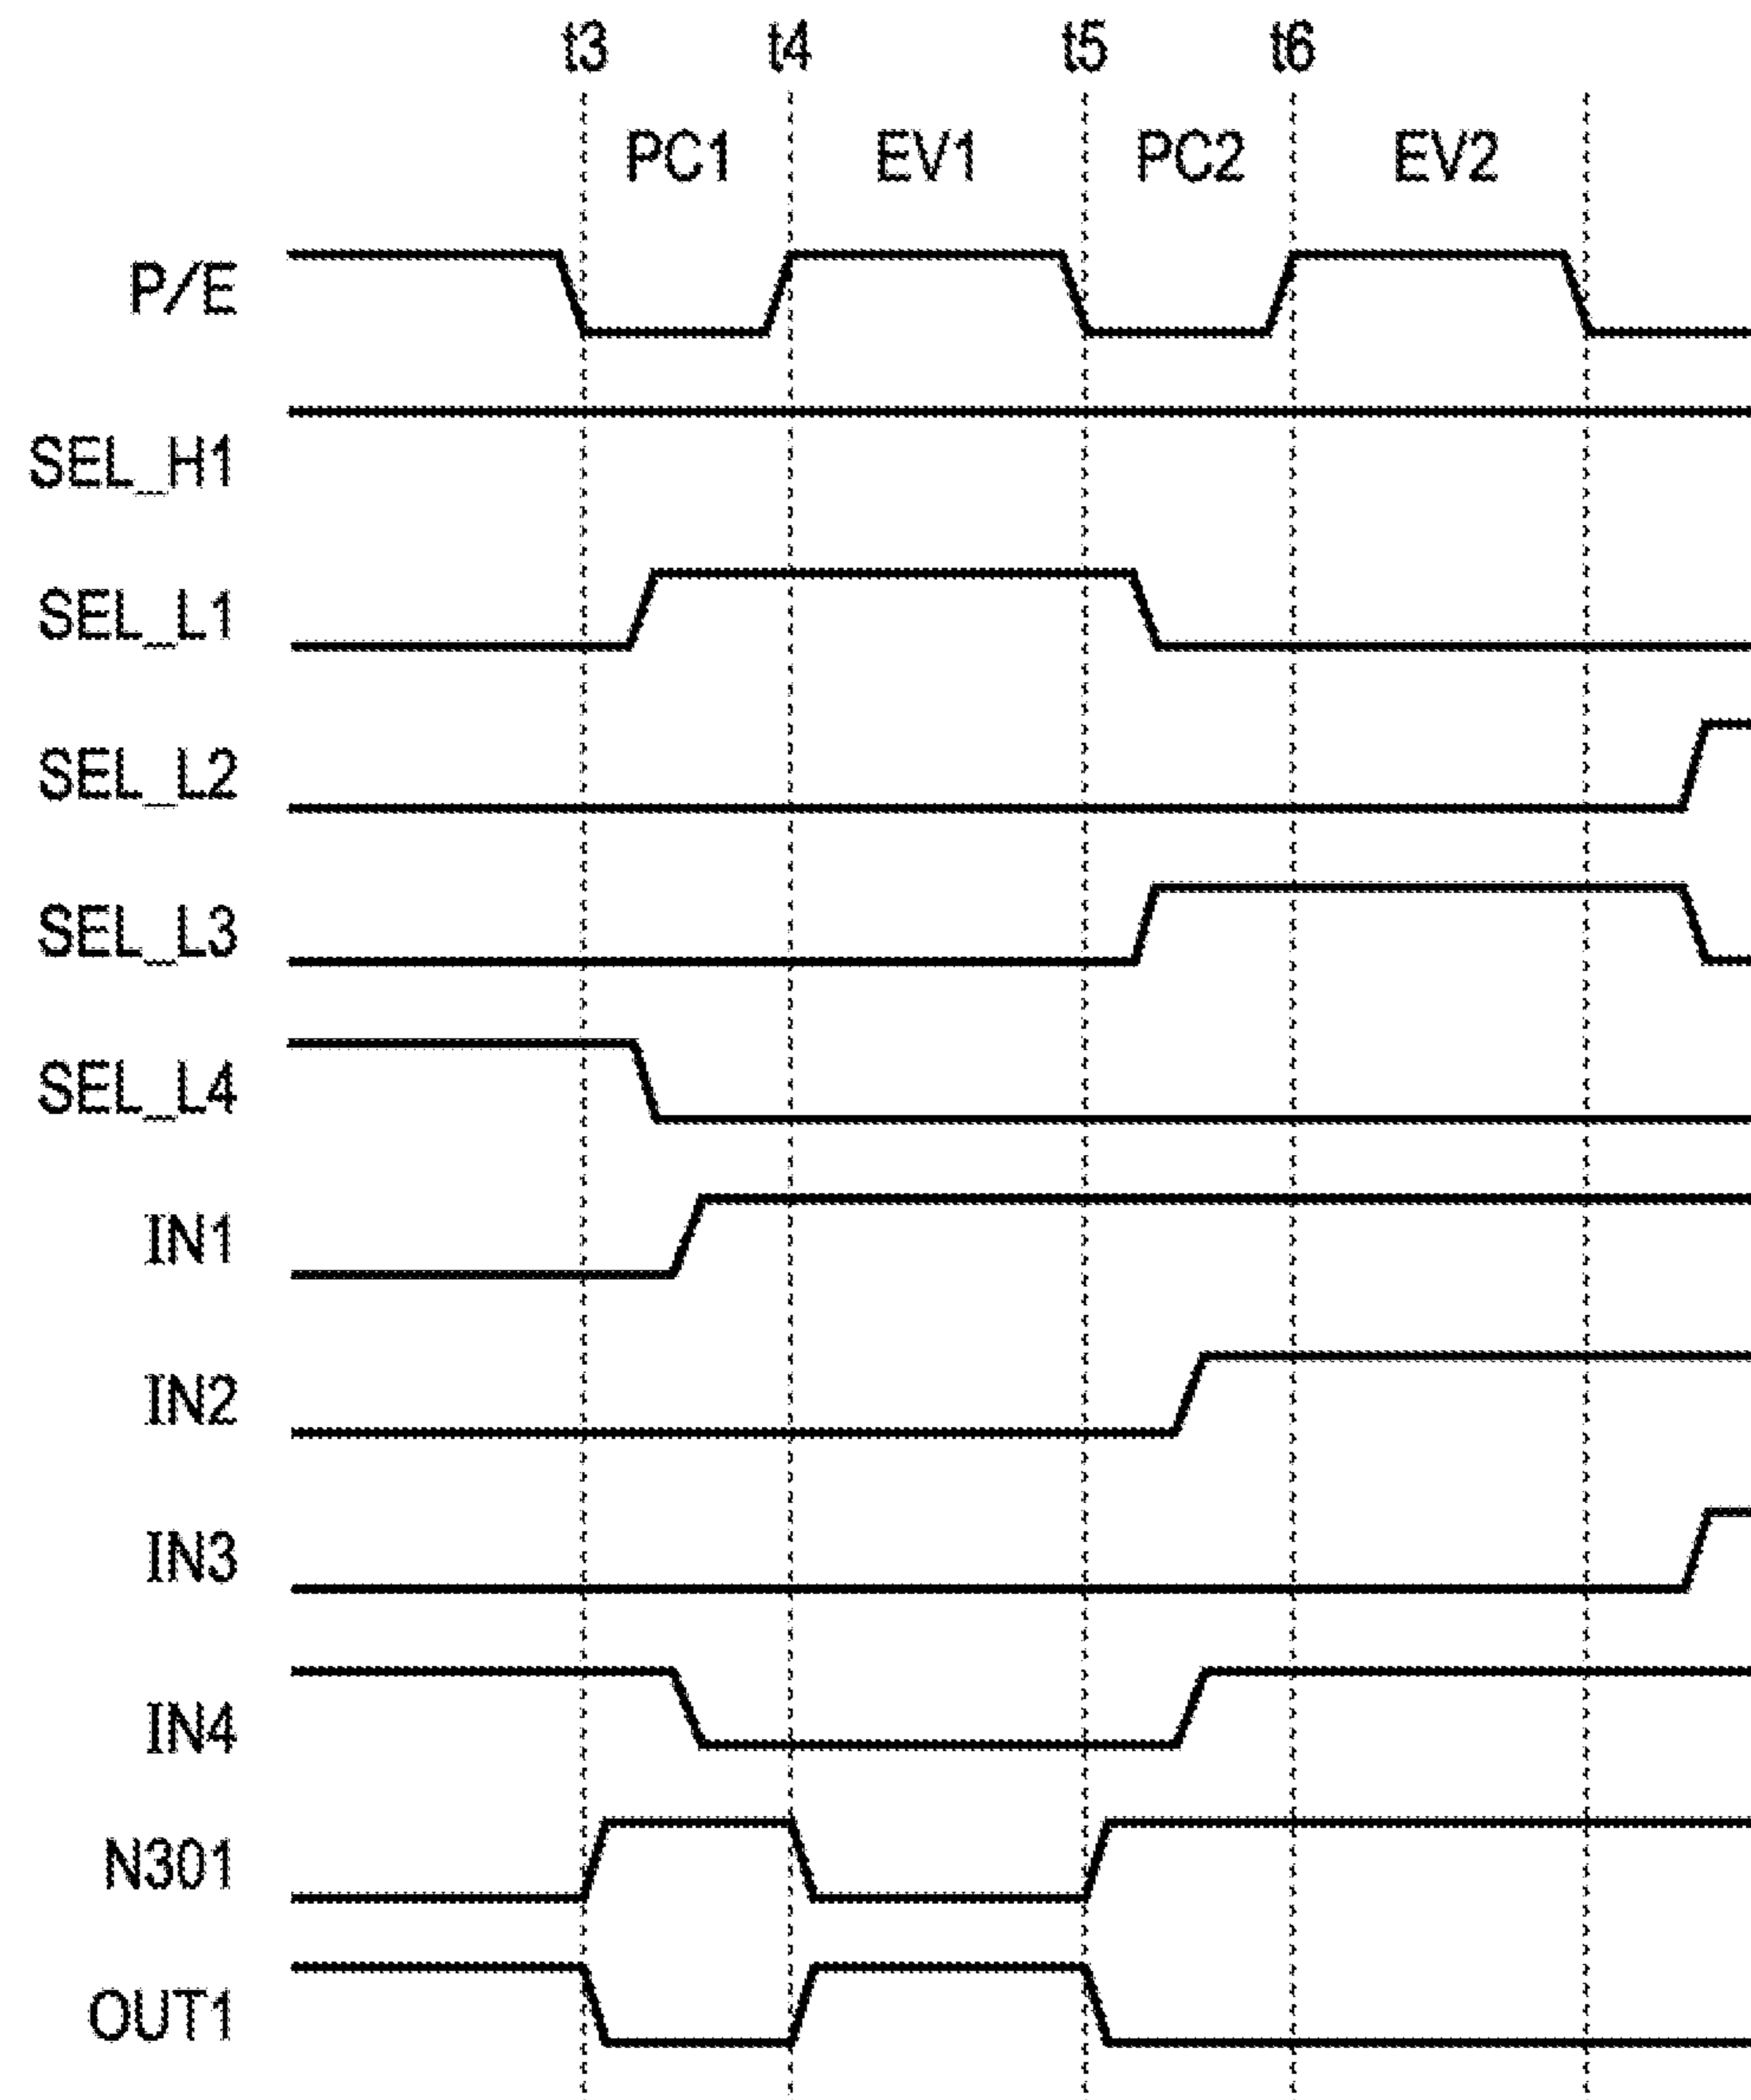 t3 t4 t5 t6
PC1 EV1 PC2 EV2
P/E
SEL_H1
SEL_L1
SEL_L2
SEL_L3
SEL_L4
IN1
IN2
IN3
IN4
N301
OUT1